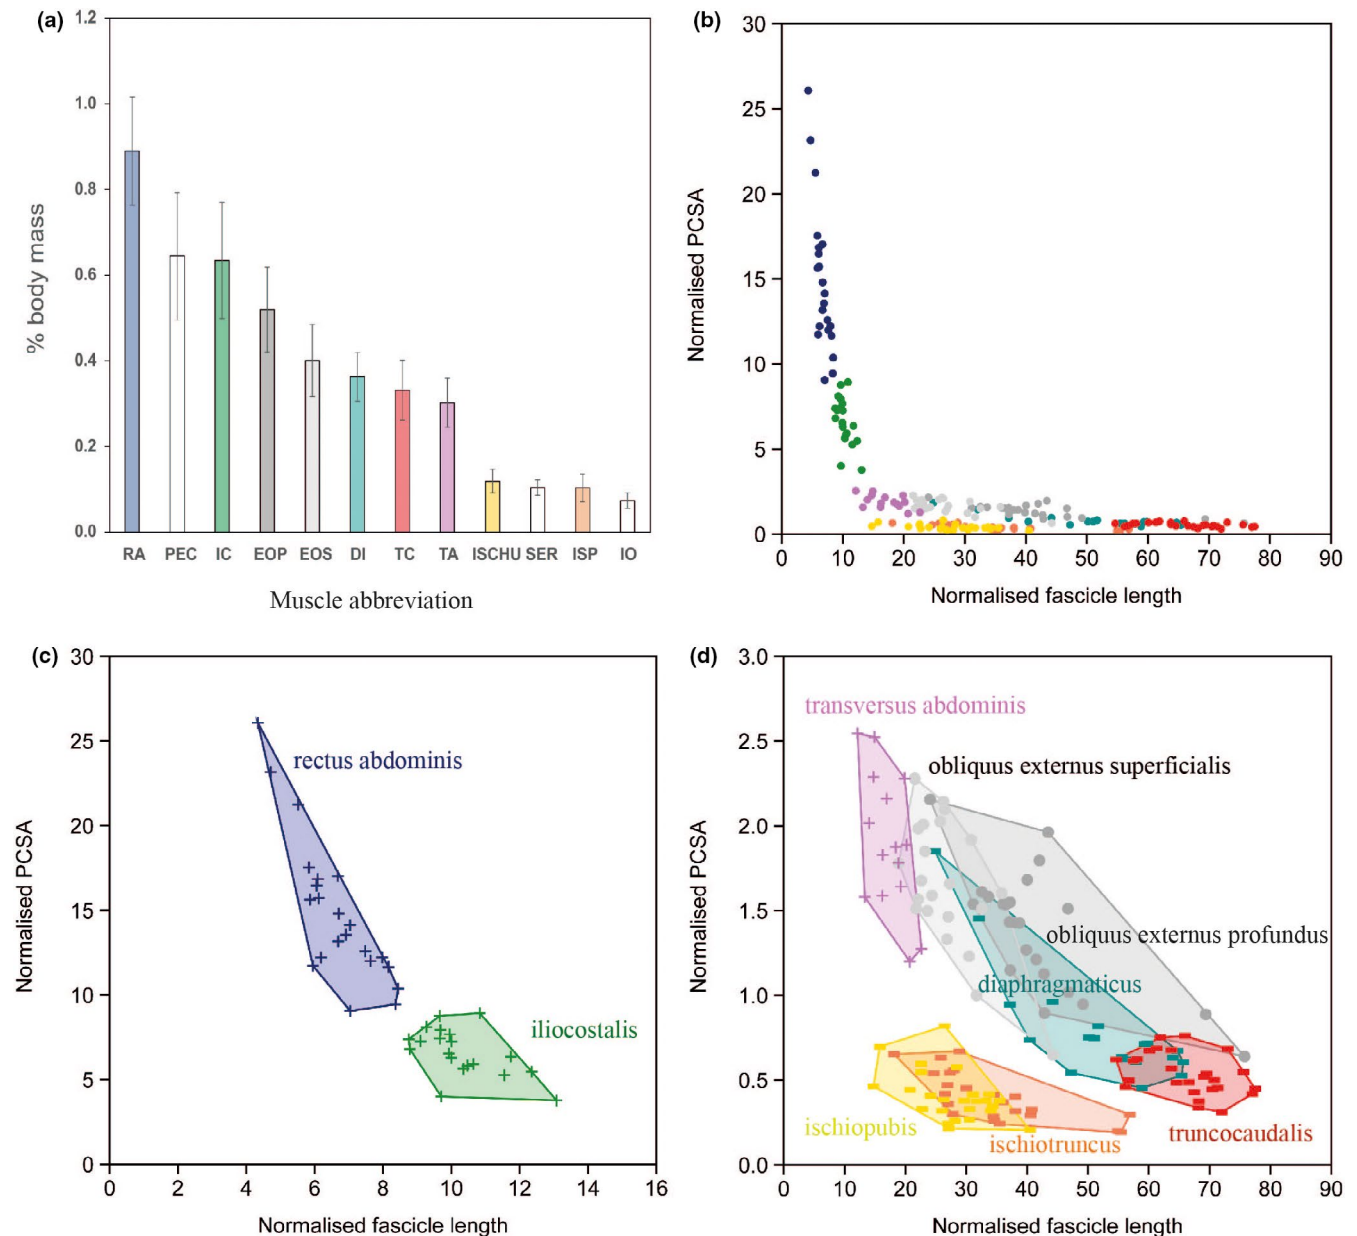 (a)
1.2
1.0
0.8
0.6
0.4
0.2
0.0
% body mass
RA PEC IC EOP EOS DI TC TA ISCHU SER ISP IO
Muscle abbreviation
(b)
30
25
20
15
10
5
0
Normalised PCSA
0 10 20 30 40 50 60 70 80 90
Normalised fascicle length
(c)
30
25
20
15
10
5
0
Normalised PCSA
rectus abdominis
iliocostalis
0 2 4 6 8 10 12 14 16
Normalised fascicle length
(d)
3.0
2.5
2.0
1.5
1.0
0.5
0.0
Normalised PCSA
transversus abdominis
obliquus externus superficialis
obliquus externus profundus
diaphragmaticus
ischiopubis
ischiotruncus
truncocaudalis
0 10 20 30 40 50 60 70 80 90
Normalised fascicle length